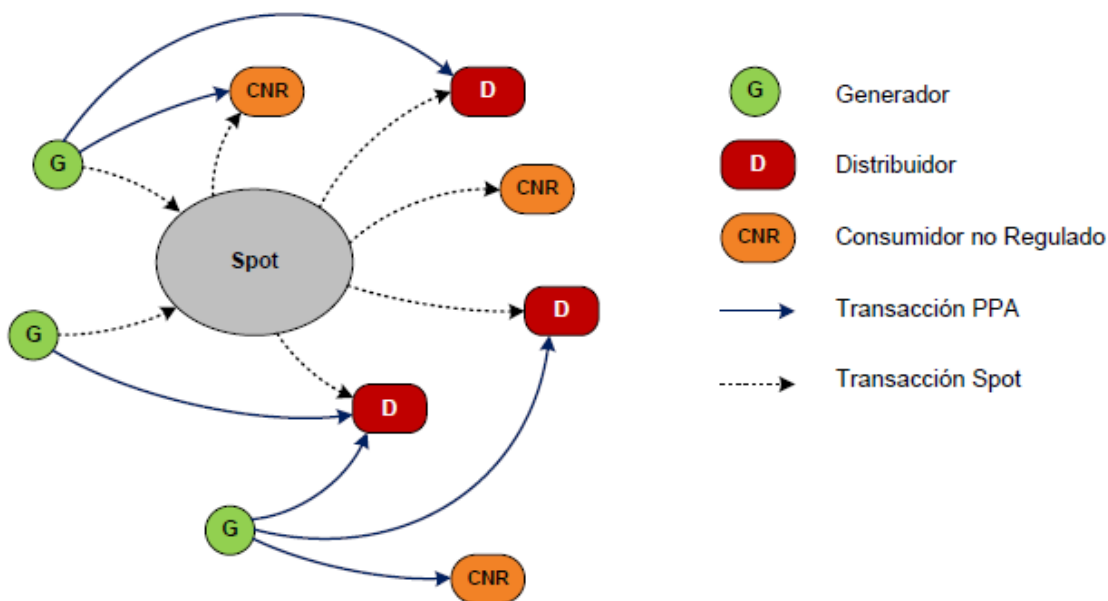 D
CNR
G
CNR
Spot
D
G
D
G
CNR
G Generador
D Distribuidor
CNR Consumidor no Regulado
Transacción PPA
Transacción Spot